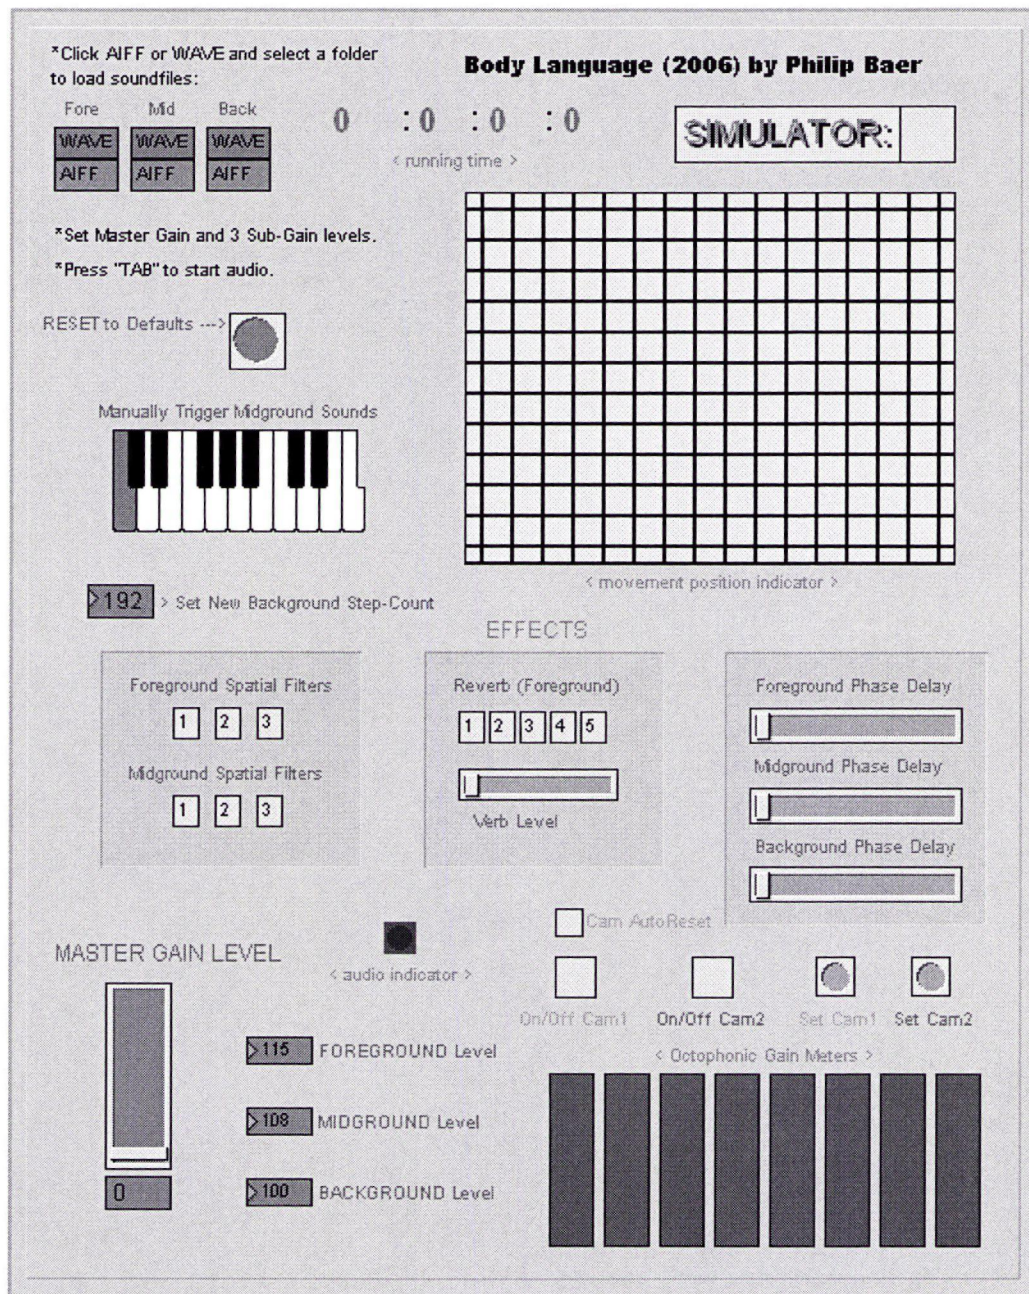 *Click AIFF or WAVE and select a folder
to load soundfiles:
Body Language (2006) by Philip Baer
Fore Mid Back
WAVE WAVE WAVE
AIFF AIFF AIFF
0 :0 :0 :0
< running time >
SIMULATOR:
*Set Master Gain and 3 Sub-Gain levels.
*Press "TAB" to start audio.
RESET to Defaults --->
Manually Trigger Midground Sounds
< movement position indicator >
>192 > Set New Background Step-Count
EFFECTS
Foreground Spatial Filters
1 2 3
Midground Spatial Filters
1 2 3
Reverb (Foreground)
1 2 3 4 5
Verb Level
Foreground Phase Delay
Midground Phase Delay
Background Phase Delay
Cam AutoReset
MASTER GAIN LEVEL
< audio indicator >
On/Off Cam1 On/Off Cam2 Set Cam1 Set Cam2
< Octophonic Gain Meters >
>115 FOREGROUND Level
>108 MIDGROUND Level
>100 BACKGROUND Level
0